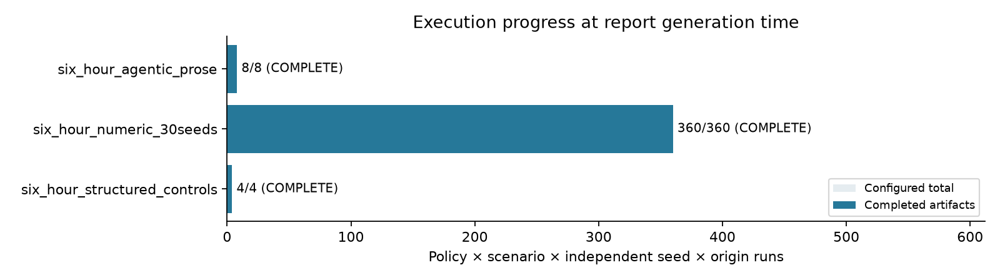 Execution progress at report generation time
six_hour_agentic_prose
8/8 (COMPLETE)
six_hour_numeric_30seeds
360/360 (COMPLETE)
six_hour_structured_controls
4/4 (COMPLETE)
Configured total
Completed artifacts
0 100 200 300 400 500 600
Policy × scenario × independent seed × origin runs